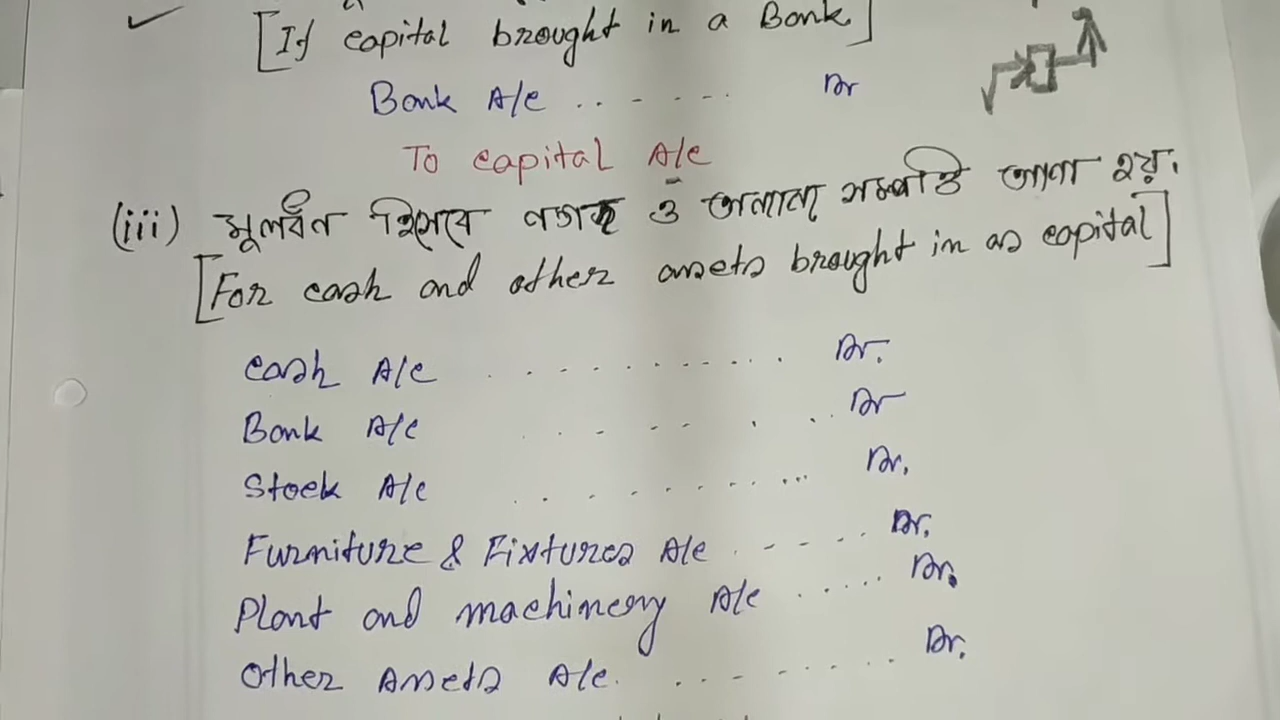 [If capital brought in a Bank]
Bank A/c .. - - - .. Dr
To capital A/c
(iii) মূলধন হিসেবে নগদ ও অন্যান্য সম্পত্তি আনা হয়।
[For cash and other assets brought in as capital]
Cash A/c .......... Dr.
Bank A/c . . - - - . .. Dr
Stock A/c .......... Dr.
Furniture & Fixtures A/c . - - - .. Dr.
Plant and machinery A/c ...... Dr.
Other Assets A/c. ......... Dr.